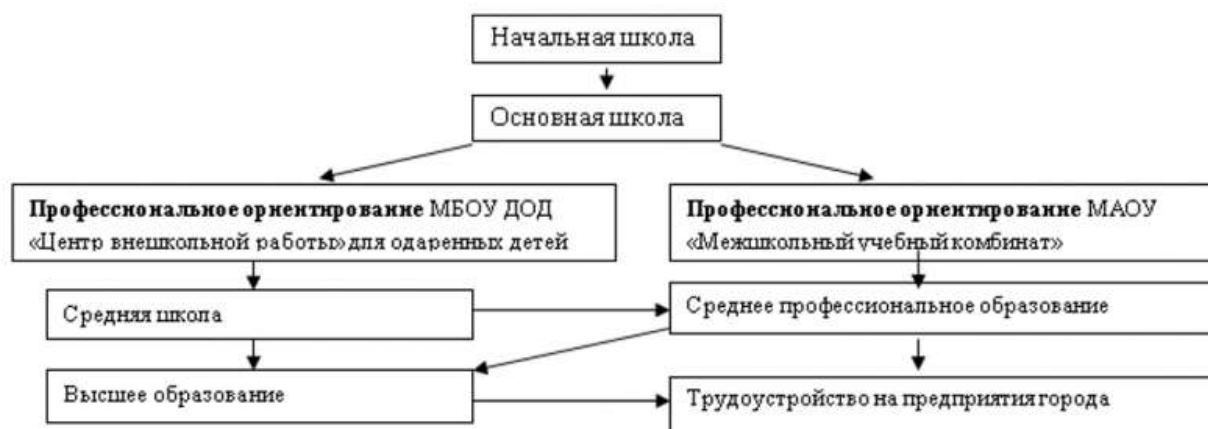 Начальная школа
Основная школа
Профессиональное ориентирование МБОУ ДОД
«Центр внешкольной работы» для одаренных детей
Профессиональное ориентирование МАОУ
«Межшкольный учебный комбинат»
Средняя школа
Среднее профессиональное образование
Высшее образование
Трудоустройство на предприятия города